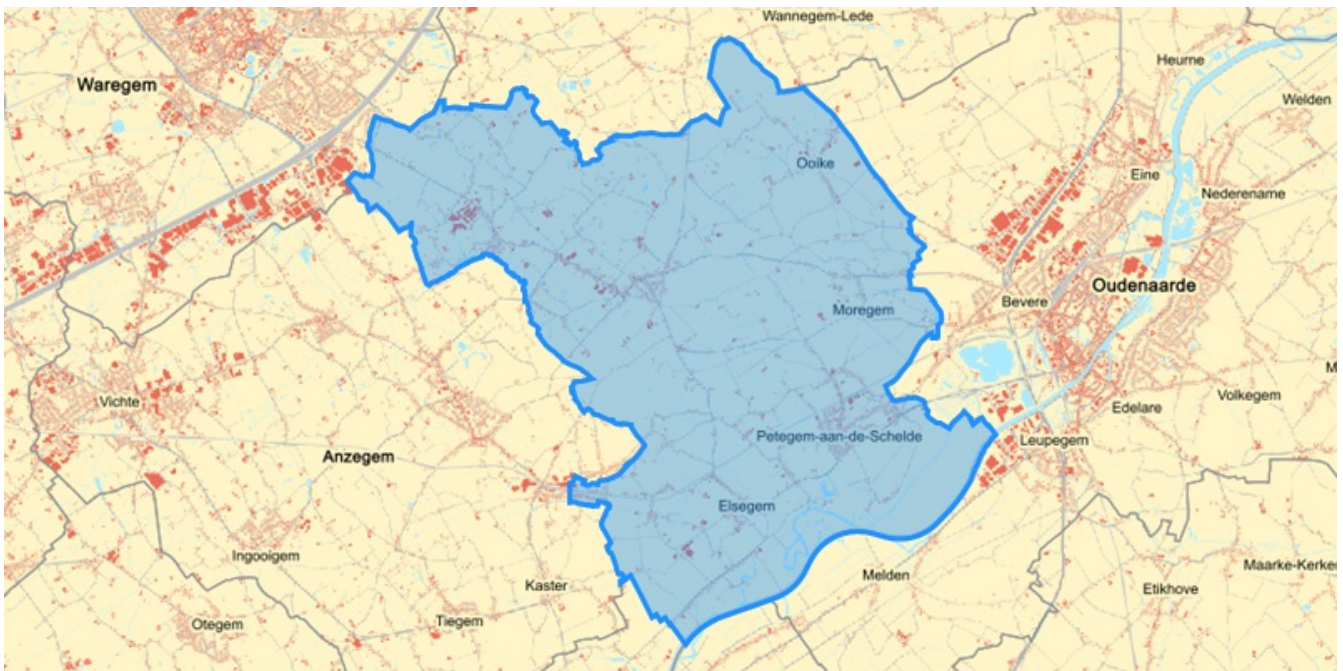 Wannegem-Lede
Heurne
Waregem
Welden
Ooike
Eine
Nederename
Oudenaarde
Bevere
Moregem
Vichte
Volkegem
Edelare
Petegem-aan-de-Schelde
Leupegem
Anzegem
Elsegem
Ingooigem
Maarke-Kerkem
Melden
Kaster
Etikhove
Otegem
Tiegem